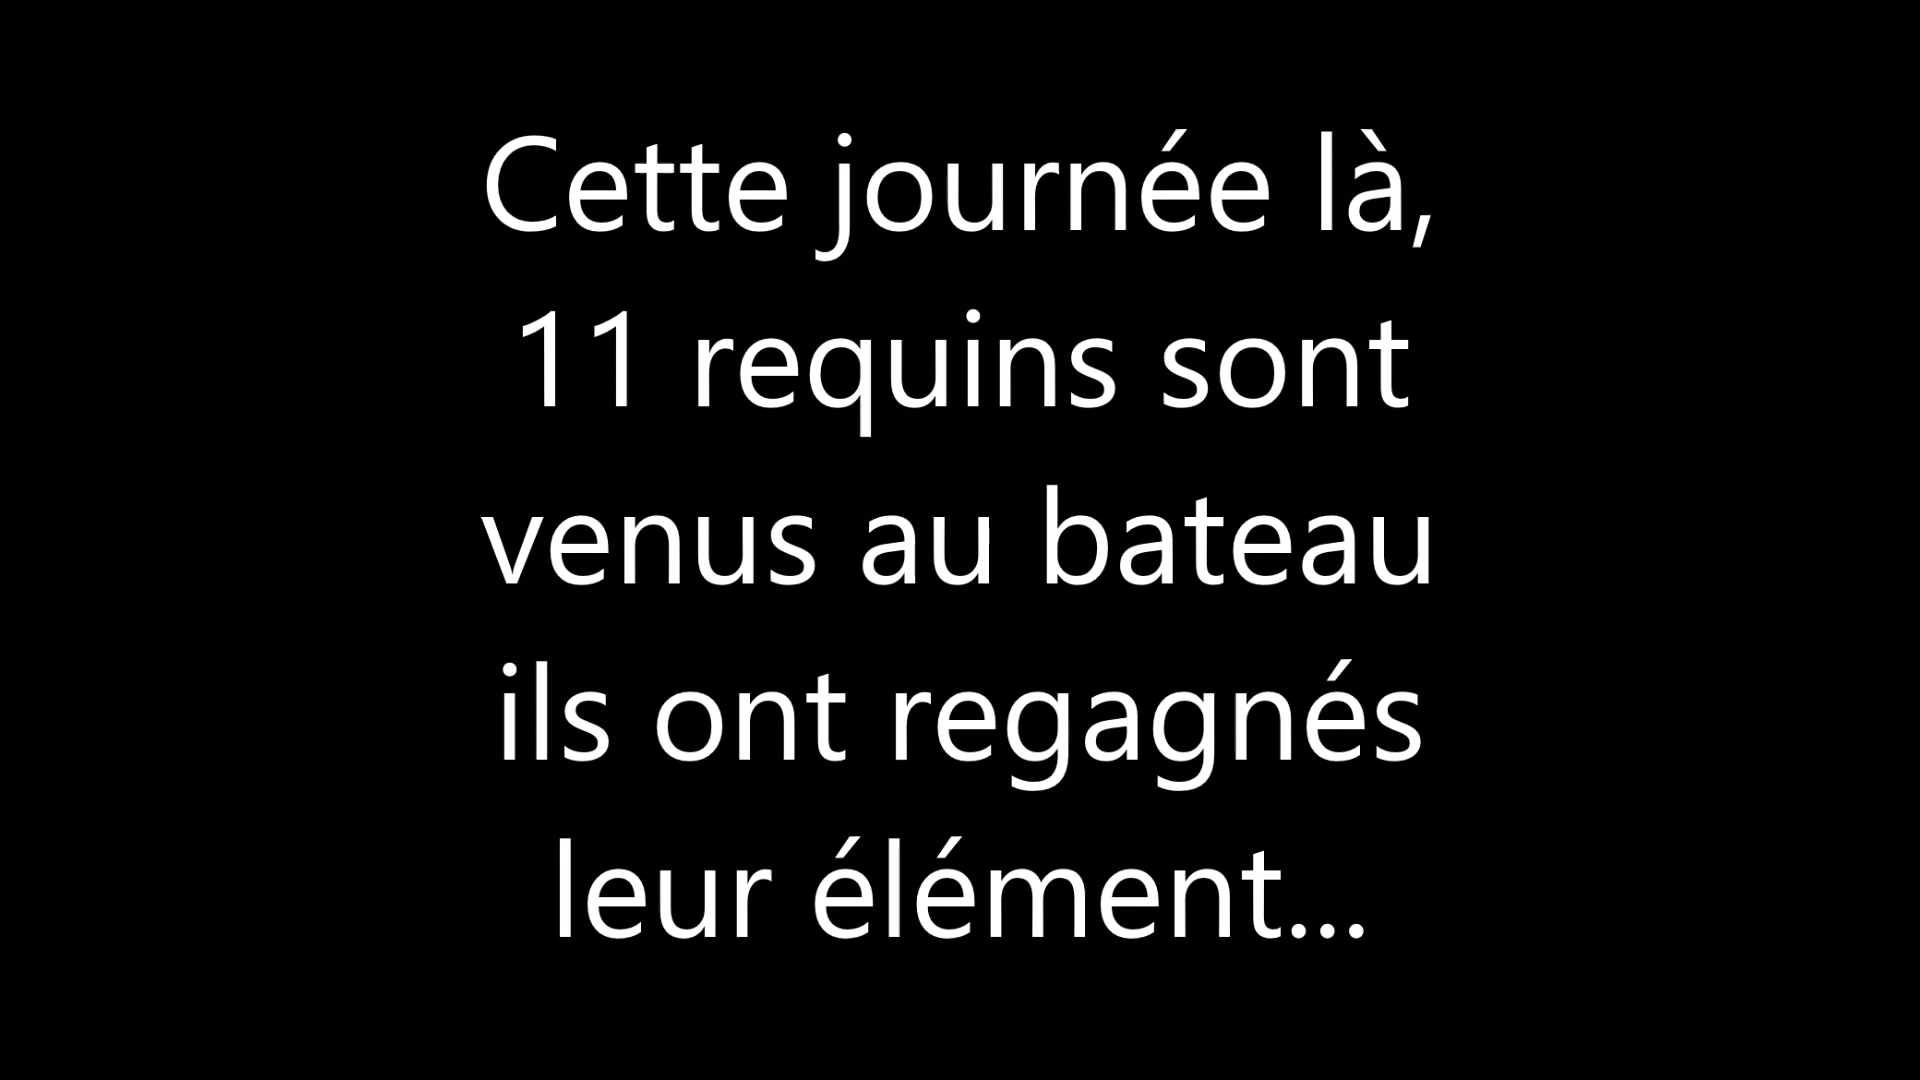 Cette journée là,
11 requins sont
venus au bateau
ils ont regagnés
leur élément...